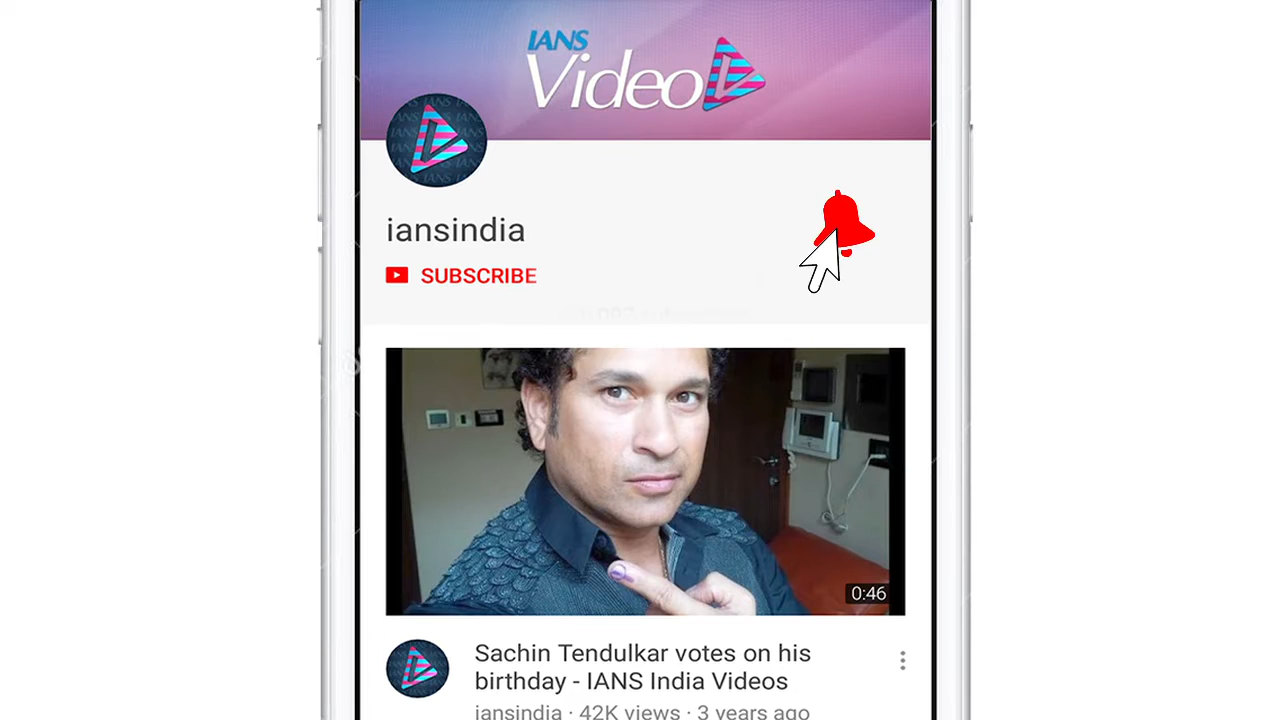 IANS
Video
iansindia
SUBSCRIBE
0:46
Sachin Tendulkar votes on his
birthday - IANS India Videos
iansindia · 42K views · 3 years ago